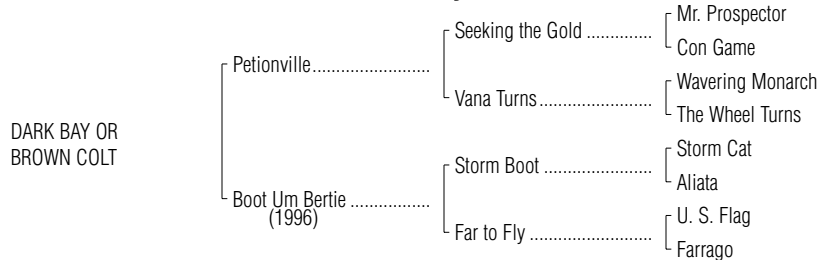 Mr. Prospector
Seeking the Gold ..............
Con Game
Petionville.........................
Wavering Monarch
Vana Turns........................
The Wheel Turns
DARK BAY OR
BROWN COLT
Storm Cat
Storm Boot .......................
Aliata
Boot Um Bertie .................
(1996)
U. S. Flag
Far to Fly ..........................
Farrago